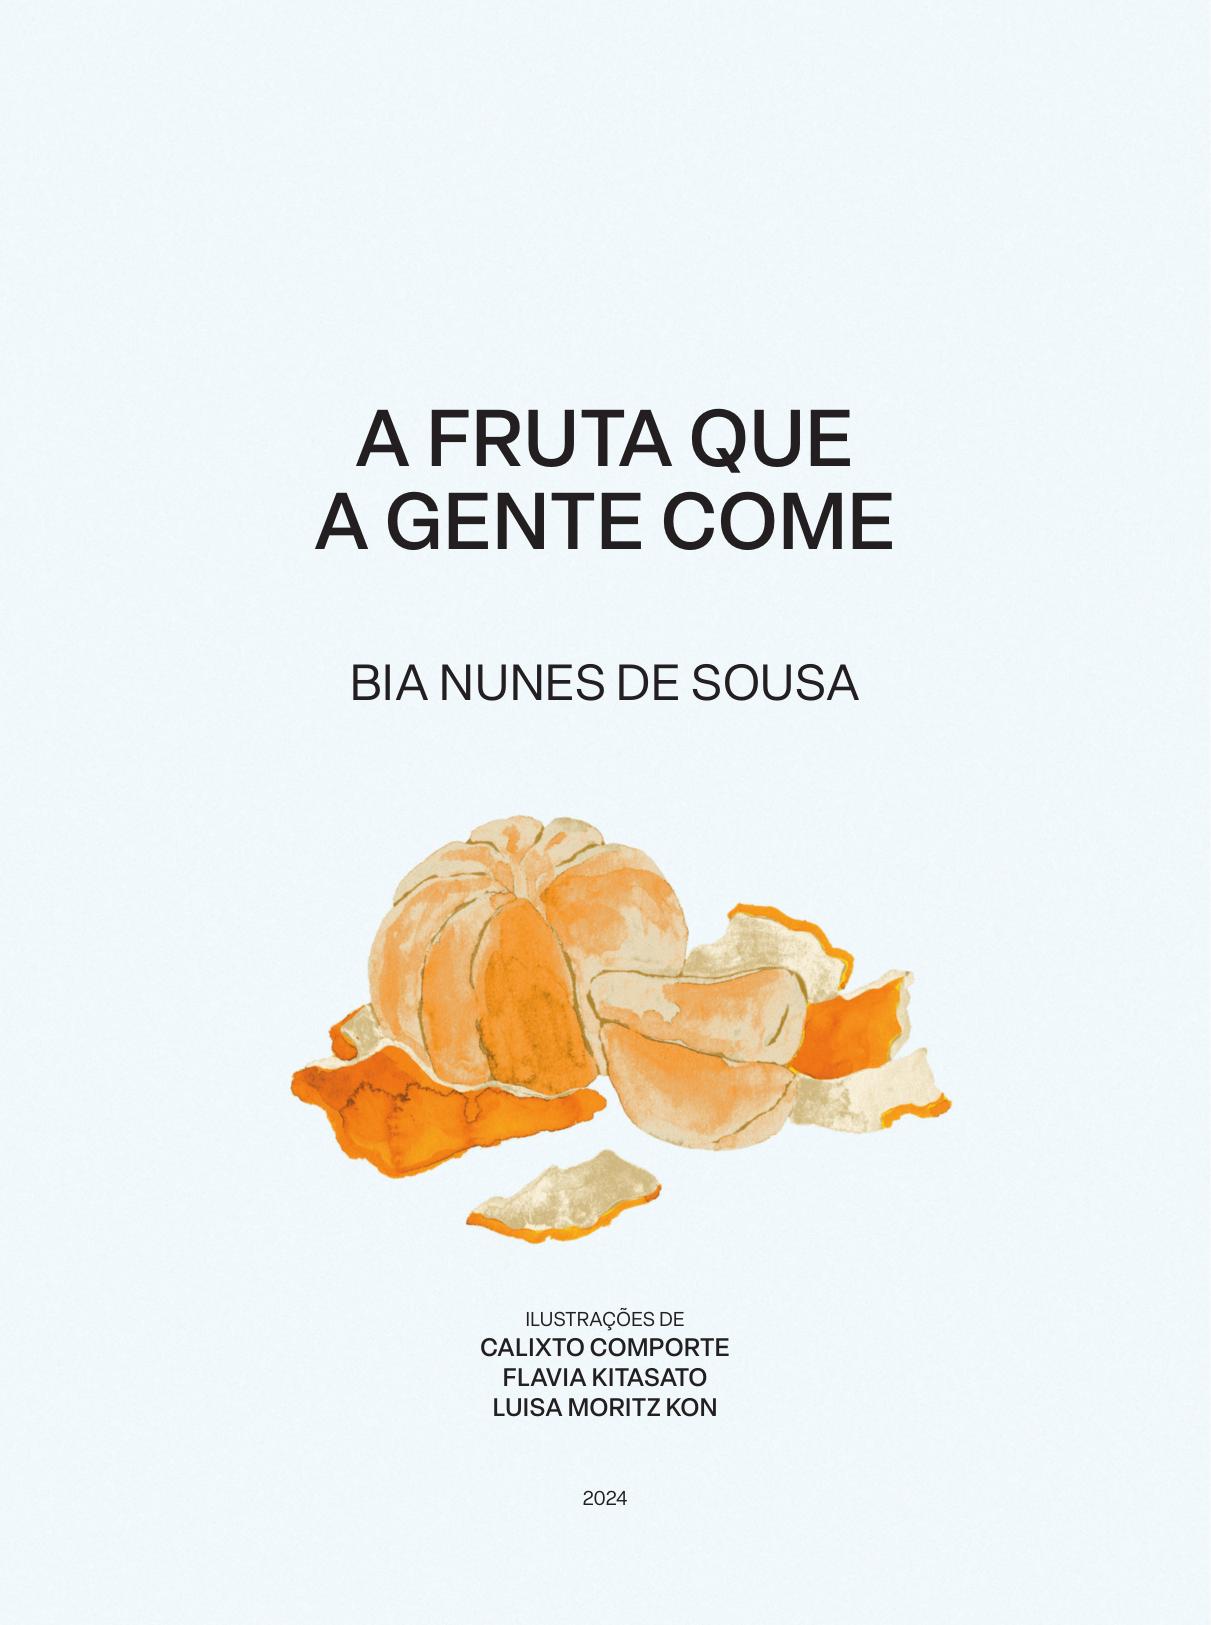 A FRUTA QUE
A GENTE COME
BIA NUNES DE SOUSA
ILUSTRAÇÕES DE
CALIXTO COMPORTE
FLAVIA KITASATO
LUISA MORITZ KON
2024